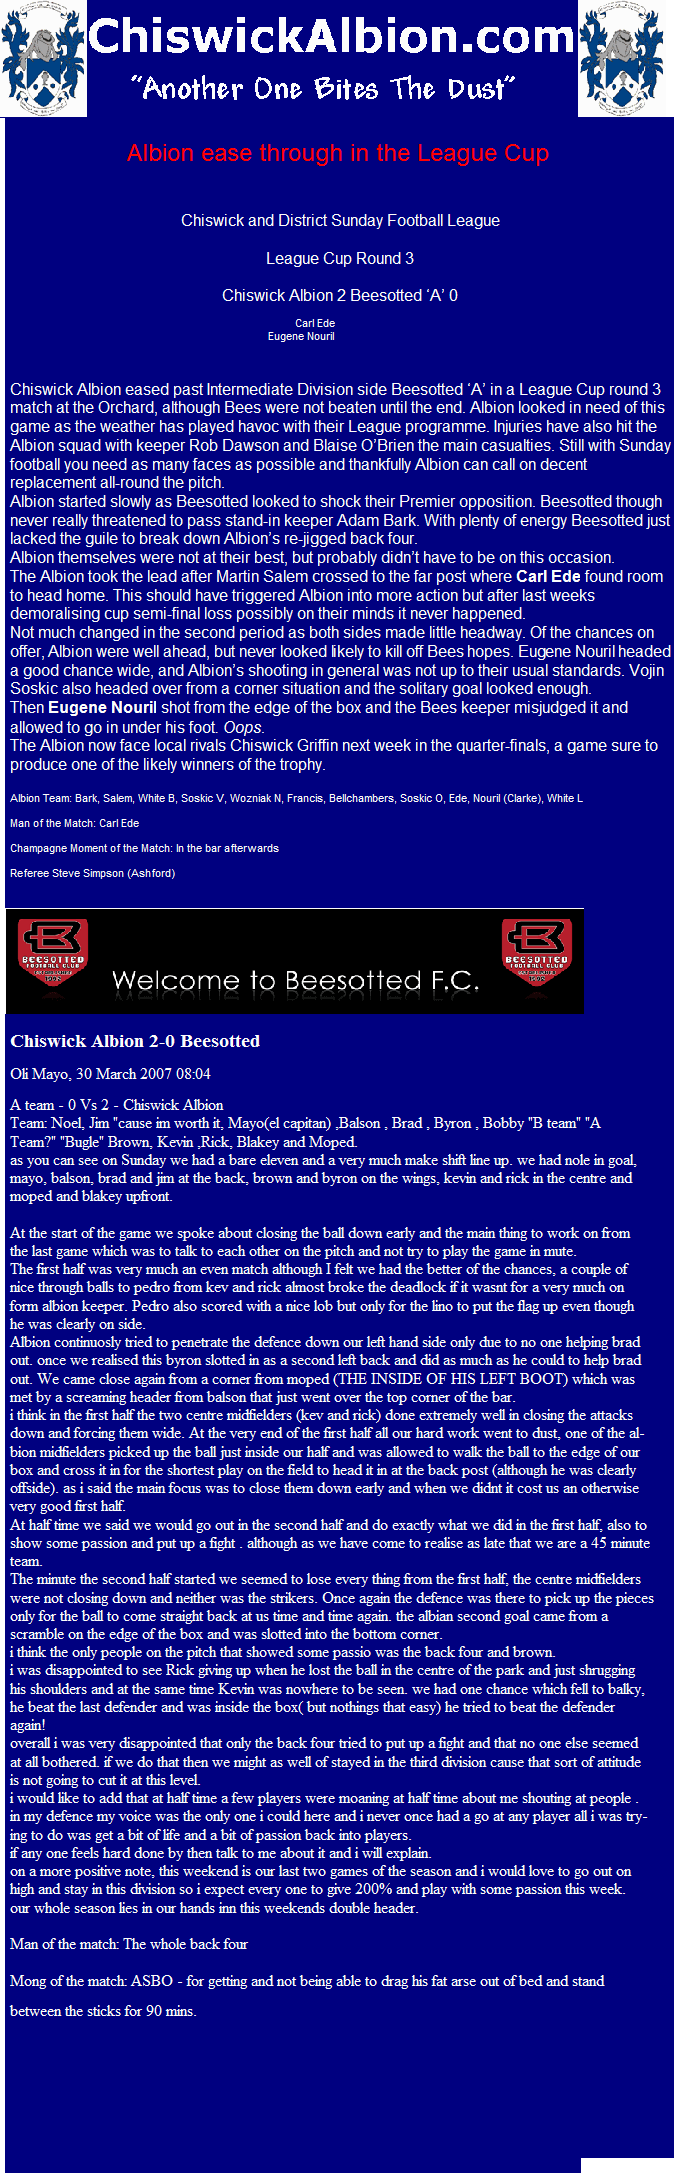 ChiswickAlbion.com
“Another One Bites The Dust”
Albion ease through in the League Cup
Chiswick and District Sunday Football League
League Cup Round 3
Chiswick Albion 2 Beesotted ‘A’ 0
Carl Ede
Eugene Nouril
Chiswick Albion eased past Intermediate Division side Beesotted ‘A’ in a League Cup round 3
match at the Orchard, although Bees were not beaten until the end. Albion looked in need of this
game as the weather has played havoc with their League programme. Injuries have also hit the
Albion squad with keeper Rob Dawson and Blaise O’Brien the main casualties. Still with Sunday
football you need as many faces as possible and thankfully Albion can call on decent
replacement all-round the pitch.
Albion started slowly as Beesotted looked to shock their Premier opposition. Beesotted though
never really threatened to pass stand-in keeper Adam Bark. With plenty of energy Beesotted just
lacked the guile to break down Albion’s re-jigged back four.
Albion themselves were not at their best, but probably didn’t have to be on this occasion.
The Albion took the lead after Martin Salem crossed to the far post where Carl Ede found room
to head home. This should have triggered Albion into more action but after last weeks
demoralising cup semi-final loss possibly on their minds it never happened.
Not much changed in the second period as both sides made little headway. Of the chances on
offer, Albion were well ahead, but never looked likely to kill off Bees hopes. Eugene Nouril headed
a good chance wide, and Albion’s shooting in general was not up to their usual standards. Vojin
Soskic also headed over from a corner situation and the solitary goal looked enough.
Then Eugene Nouril shot from the edge of the box and the Bees keeper misjudged it and
allowed to go in under his foot. Oops.
The Albion now face local rivals Chiswick Griffin next week in the quarter-finals, a game sure to
produce one of the likely winners of the trophy.
Albion Team: Bark, Salem, White B, Soskic V, Wozniak N, Francis, Bellchambers, Soskic O, Ede, Nouril (Clarke), White L
Man of the Match: Carl Ede
Champagne Moment of the Match: In the bar afterwards
Referee Steve Simpson (Ashford)
BEESOTTED
FOOTBALL CLUB
ESTABLISHED
1992
Welcome to Beesotted F.C.
BEESOTTED
FOOTBALL CLUB
ESTABLISHED
1992
Chiswick Albion 2-0 Beesotted
Oli Mayo, 30 March 2007 08:04
A team - 0 Vs 2 - Chiswick Albion
Team: Noel, Jim "cause im worth it, Mayo(el capitan) ,Balson , Brad , Byron , Bobby "B team" "A
Team?" "Bugle" Brown, Kevin ,Rick, Blakey and Moped.
as you can see on Sunday we had a bare eleven and a very much make shift line up. we had nole in goal,
mayo, balson, brad and jim at the back, brown and byron on the wings, kevin and rick in the centre and
moped and blakey upfront.
At the start of the game we spoke about closing the ball down early and the main thing to work on from
the last game which was to talk to each other on the pitch and not try to play the game in mute.
The first half was very much an even match although I felt we had the better of the chances, a couple of
nice through balls to pedro from kev and rick almost broke the deadlock if it wasnt for a very much on
form albion keeper. Pedro also scored with a nice lob but only for the lino to put the flag up even though
he was clearly on side.
Albion continuosly tried to penetrate the defence down our left hand side only due to no one helping brad
out. once we realised this byron slotted in as a second left back and did as much as he could to help brad
out. We came close again from a corner from moped (THE INSIDE OF HIS LEFT BOOT) which was
met by a screaming header from balson that just went over the top corner of the bar.
i think in the first half the two centre midfielders (kev and rick) done extremely well in closing the attacks
down and forcing them wide. At the very end of the first half all our hard work went to dust, one of the al-
bion midfielders picked up the ball just inside our half and was allowed to walk the ball to the edge of our
box and cross it in for the shortest play on the field to head it in at the back post (although he was clearly
offside). as i said the main focus was to close them down early and when we didnt it cost us an otherwise
very good first half.
At half time we said we would go out in the second half and do exactly what we did in the first half, also to
show some passion and put up a fight . although as we have come to realise as late that we are a 45 minute
team.
The minute the second half started we seemed to lose every thing from the first half, the centre midfielders
were not closing down and neither was the strikers. Once again the defence was there to pick up the pieces
only for the ball to come straight back at us time and time again. the albian second goal came from a
scramble on the edge of the box and was slotted into the bottom corner.
i think the only people on the pitch that showed some passio was the back four and brown.
i was disappointed to see Rick giving up when he lost the ball in the centre of the park and just shrugging
his shoulders and at the same time Kevin was nowhere to be seen. we had one chance which fell to balky,
he beat the last defender and was inside the box( but nothings that easy) he tried to beat the defender
again!
overall i was very disappointed that only the back four tried to put up a fight and that no one else seemed
at all bothered. if we do that then we might as well of stayed in the third division cause that sort of attitude
is not going to cut it at this level.
i would like to add that at half time a few players were moaning at half time about me shouting at people .
in my defence my voice was the only one i could here and i never once had a go at any player all i was try-
ing to do was get a bit of life and a bit of passion back into players.
if any one feels hard done by then talk to me about it and i will explain.
on a more positive note, this weekend is our last two games of the season and i would love to go out on
high and stay in this division so i expect every one to give 200% and play with some passion this week.
our whole season lies in our hands inn this weekends double header.
Man of the match: The whole back four
Mong of the match: ASBO - for getting and not being able to drag his fat arse out of bed and stand
between the sticks for 90 mins.